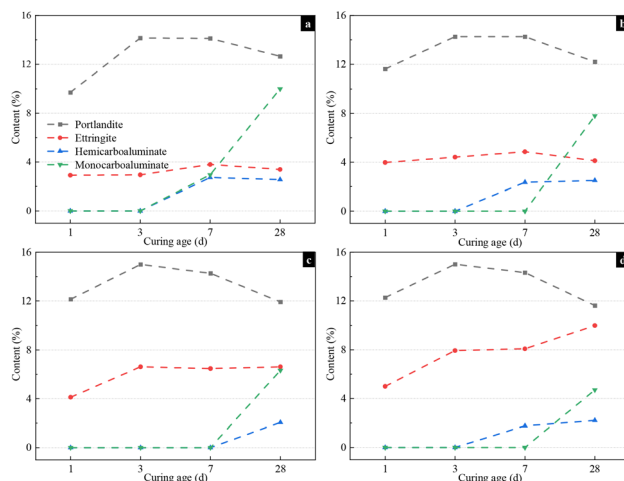 16
12
8
4
0
Content (%)
a
Portlandite
Ettringite
Hemicarboaluminate
Monocarboaluminate
1 3 7 28
Curing age (d)
16
12
8
4
0
Content (%)
b
1 3 7 28
Curing age (d)
16
12
8
4
0
Content (%)
c
1 3 7 28
Curing age (d)
16
12
8
4
0
Content (%)
d
1 3 7 28
Curing age (d)